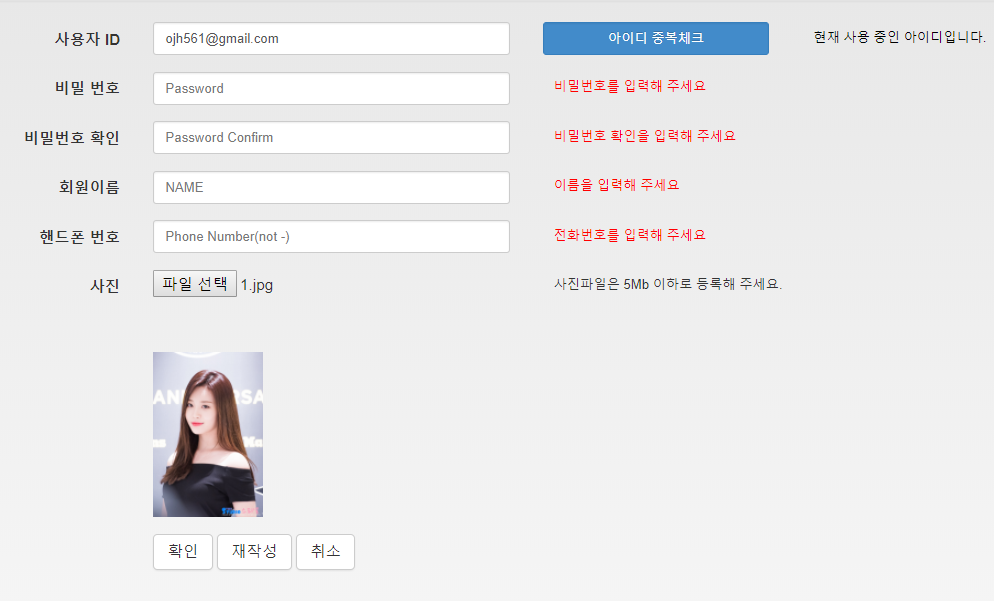 사용자 ID ojh561@gmail.com 아이디 중복체크 현재 사용 중인 아이디입니다.
비밀 번호 Password 비밀번호를 입력해 주세요
비밀번호 확인 Password Confirm 비밀번호 확인을 입력해 주세요
회원이름 NAME 이름을 입력해 주세요
핸드폰 번호 Phone Number(not -) 전화번호를 입력해 주세요
사진 파일 선택 1.jpg 사진파일은 5Mb 이하로 등록해 주세요.
확인 재작성 취소